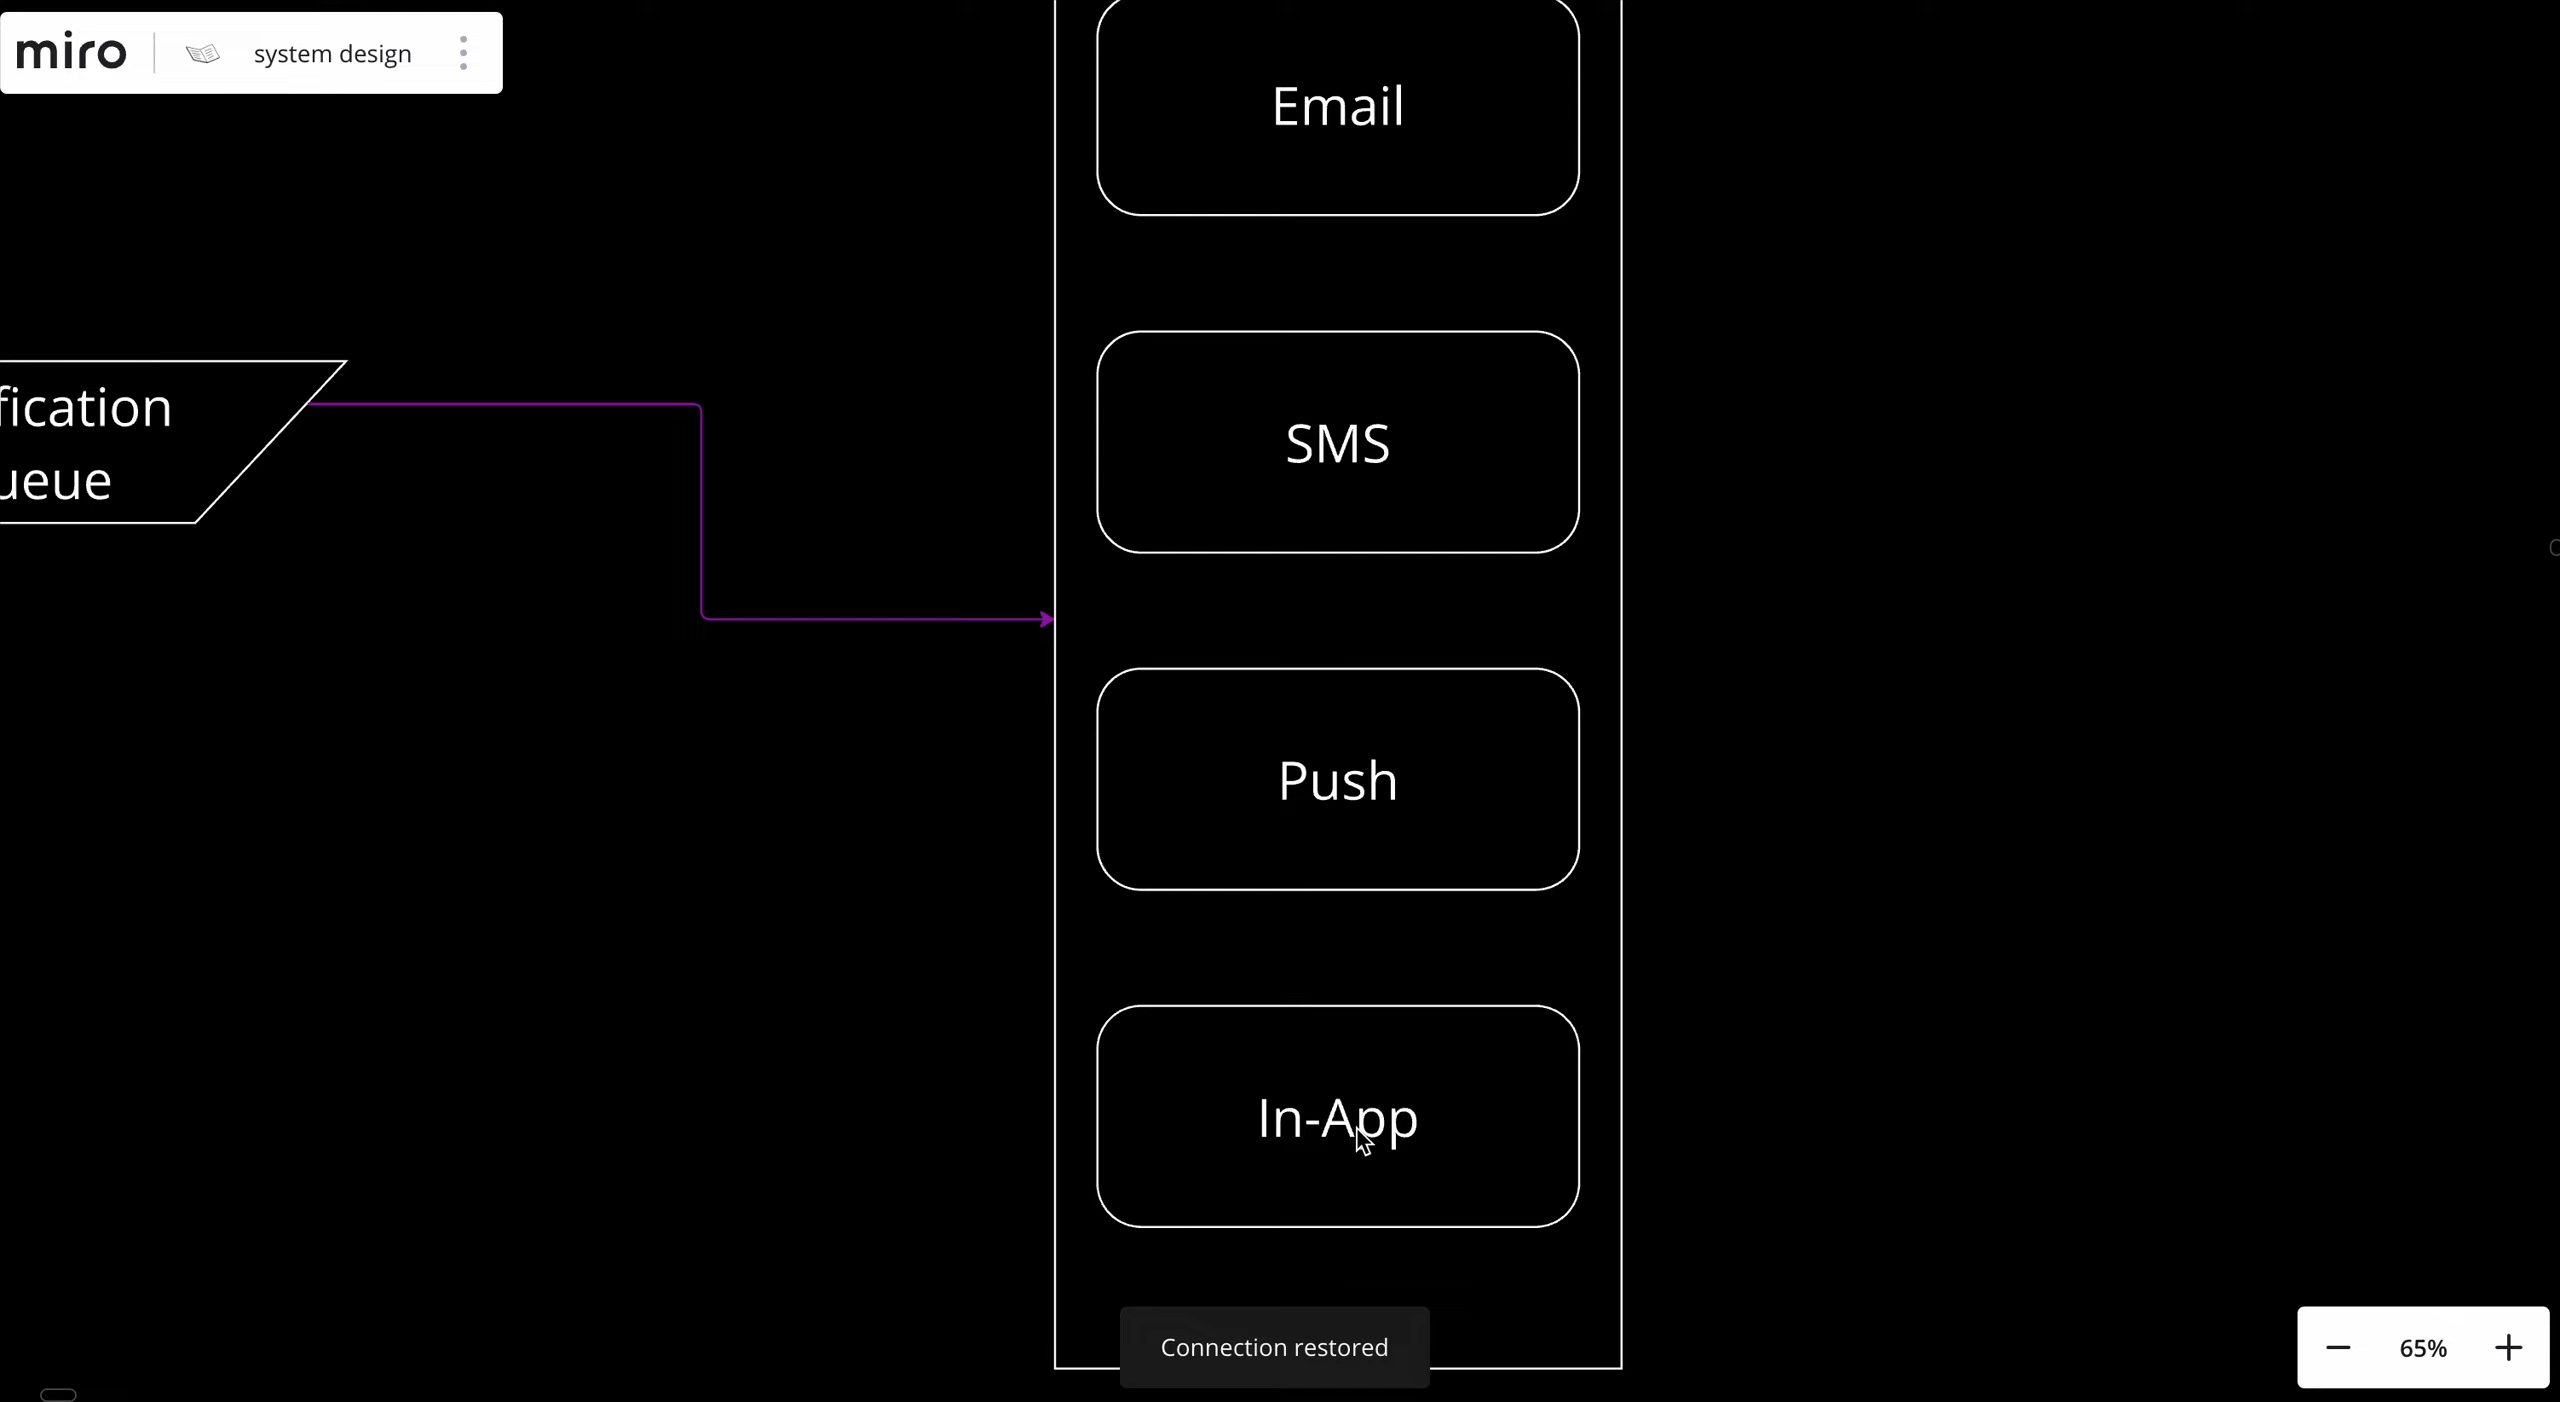 miro
system design
Email
SMS
fication
ueue
Push
In-App
Connection restored
65%